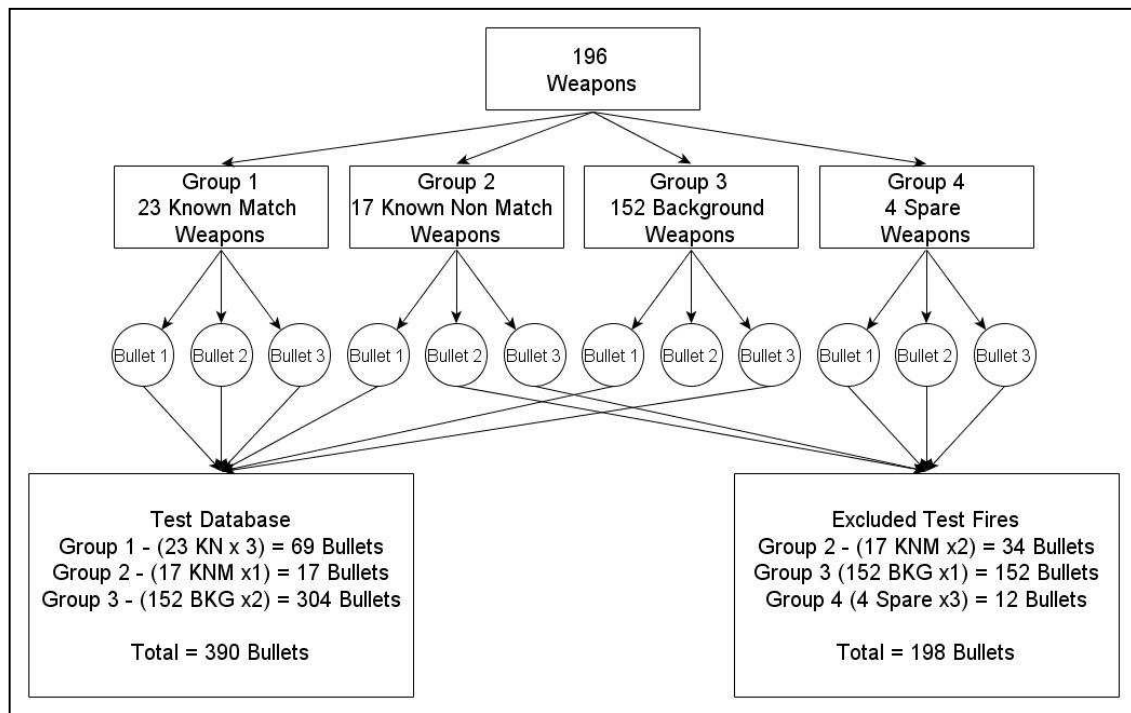 196
Weapons
Group 1
23 Known Match
Weapons
Group 2
17 Known Non Match
Weapons
Group 3
152 Background
Weapons
Group 4
4 Spare
Weapons
Bullet 1
Bullet 2
Bullet 3
Bullet 1
Bullet 2
Bullet 3
Bullet 1
Bullet 2
Bullet 3
Bullet 1
Bullet 2
Bullet 3
Test Database
Group 1 - (23 KN x 3) = 69 Bullets
Group 2 - (17 KNM x1) = 17 Bullets
Group 3 - (152 BKG x2) = 304 Bullets
Total = 390 Bullets
Excluded Test Fires
Group 2 - (17 KNM x2) = 34 Bullets
Group 3 (152 BKG x1) = 152 Bullets
Group 4 (4 Spare x3) = 12 Bullets
Total = 198 Bullets